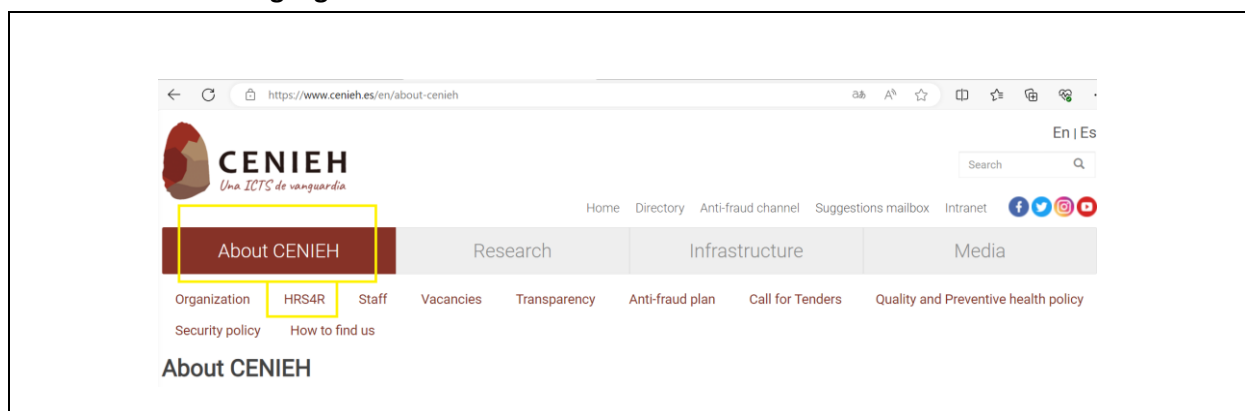 https://www.cenieh.es/en/about-cenieh
En | Es
CENIEH
Una ICTS de vanguardia
Search
Home Directory Anti-fraud channel Suggestions mailbox Intranet
About CENIEH Research Infrastructure Media
Organization HRS4R Staff Vacancies Transparency Anti-fraud plan Call for Tenders Quality and Preventive health policy
Security policy How to find us
About CENIEH